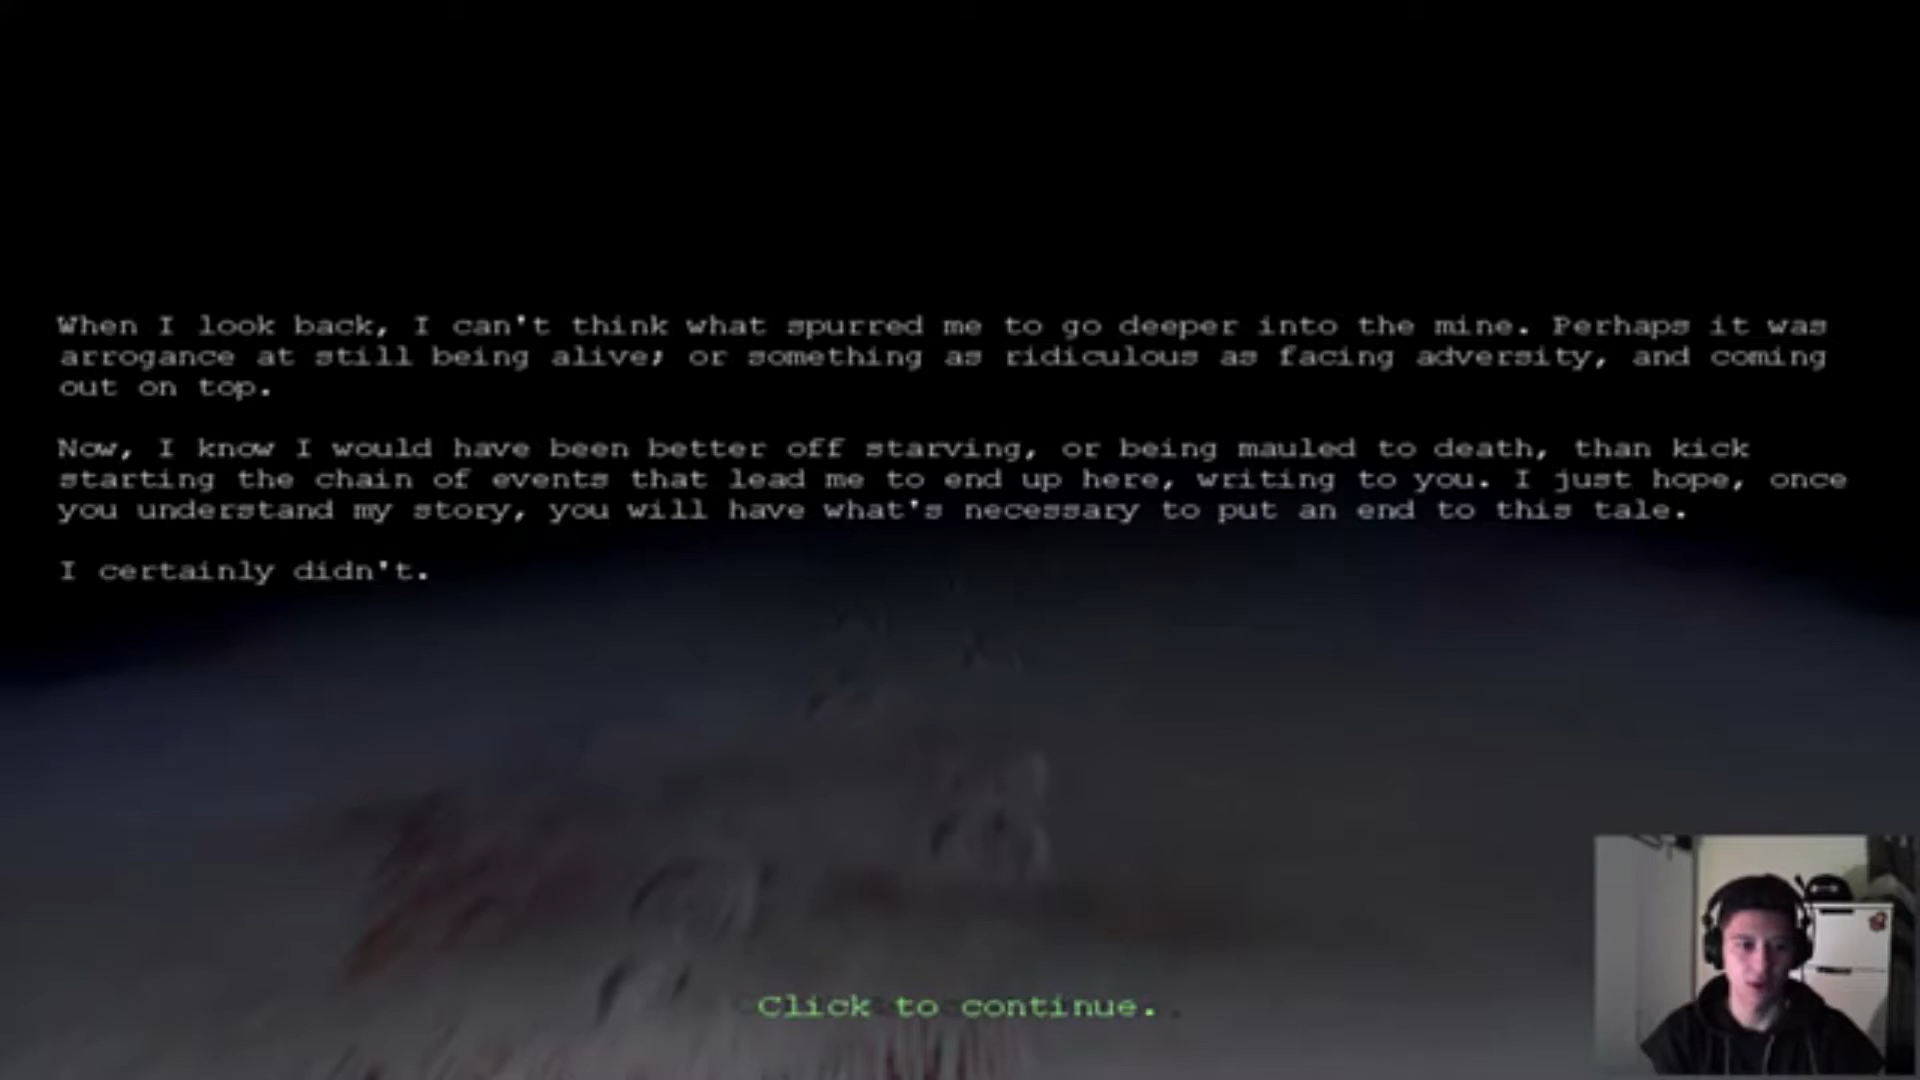 When I look back, I can't think what spurred me to go deeper into the mine. Perhaps it was
arrogance at still being alive; or something as ridiculous as facing adversity, and coming
out on top.
Now, I know I would have been better off starving, or being mauled to death, than kick
starting the chain of events that lead me to end up here, writing to you. I just hope, once
you understand my story, you will have what's necessary to put an end to this tale.
I certainly didn't.
Click to continue.